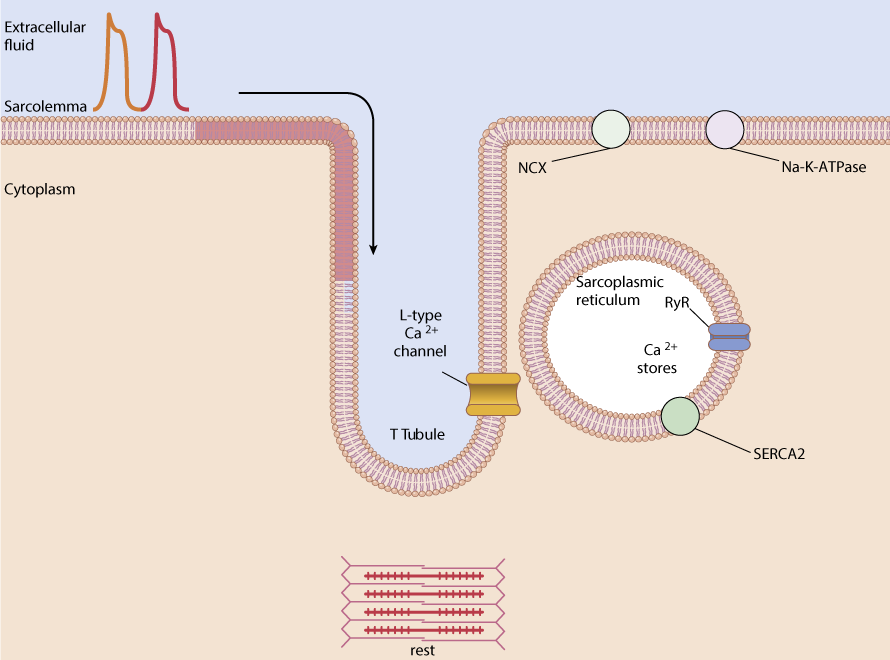 Extracellular
fluid
Sarcolemma
Cytoplasm
NCX
Na-K-ATPase
Sarcoplasmic
reticulum
RyR
L-type
Ca 2+
channel
Ca 2+
stores
T Tubule
SERCA2
rest